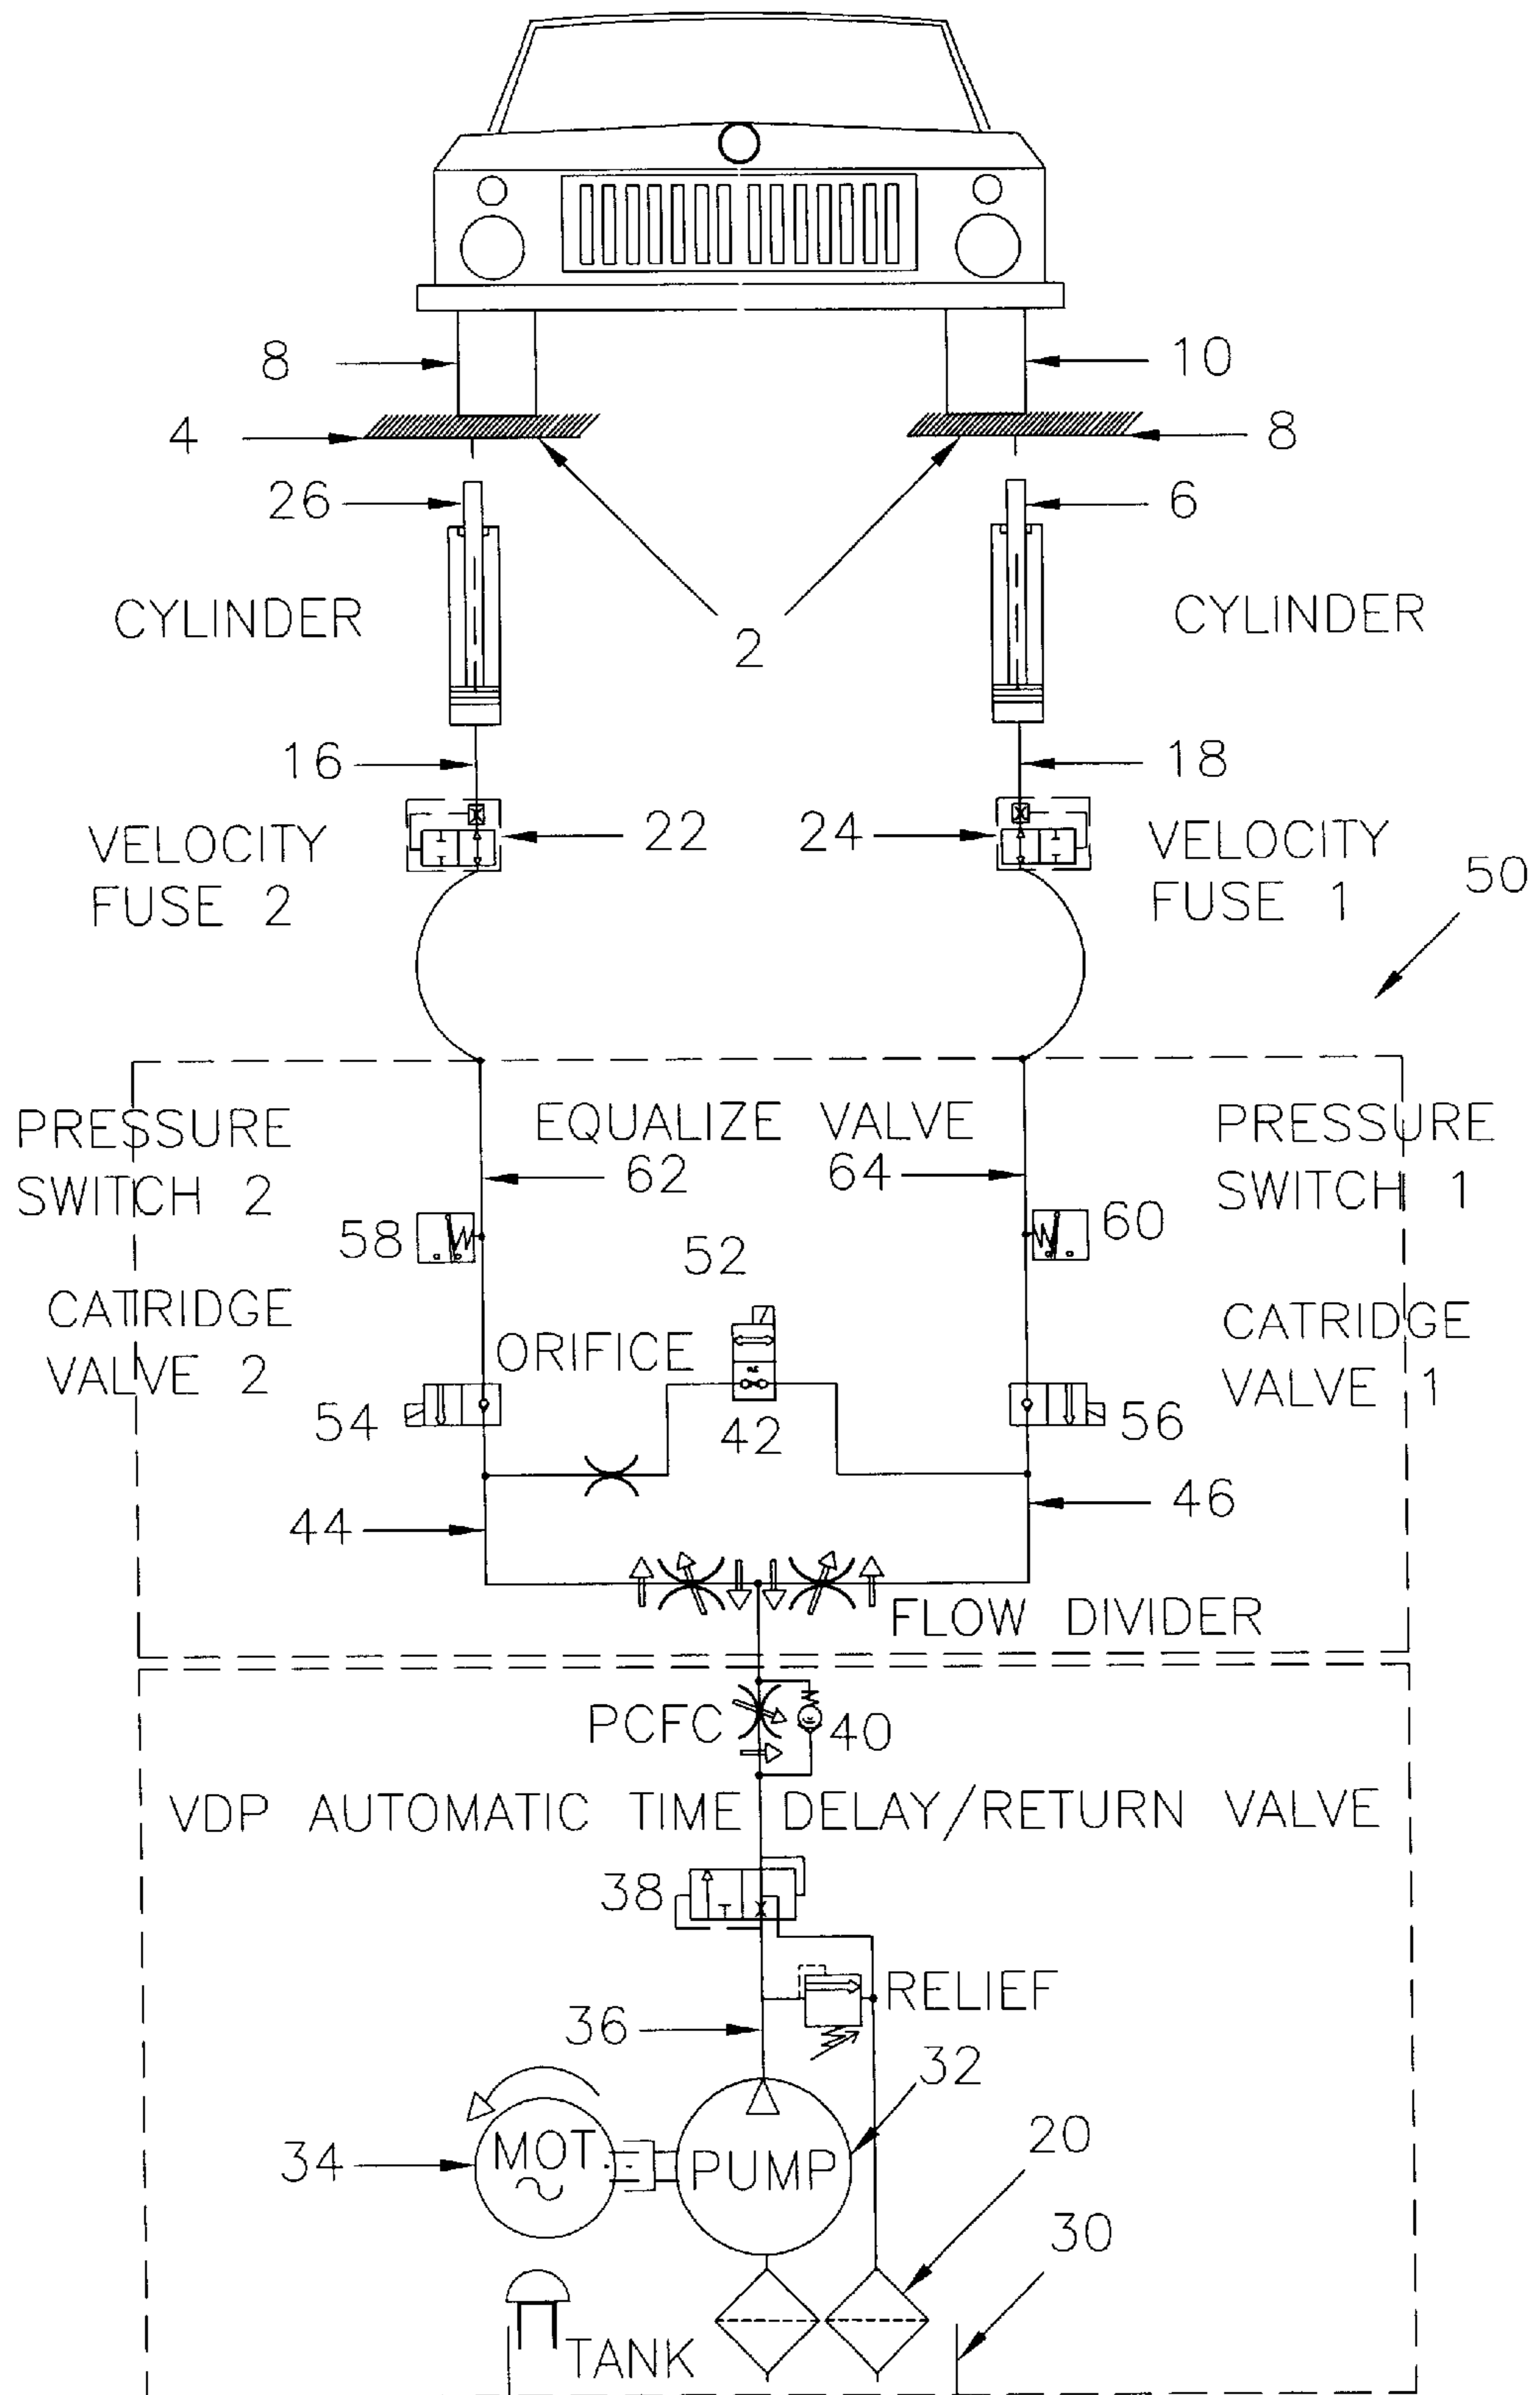 8
10
4
8
26
6
CYLINDER
CYLINDER
2
16
18
22
24
VELOCITY
FUSE 2
VELOCITY
FUSE 1
50
PRESSURE
SWITCH 2
EQUALIZE VALVE
PRESSURE
SWITCH 1
62
64
58
60
52
CATRIDGE
VALVE 2
ORIFICE
CATRIDGE
VALVE 1
54
42
56
44
46
FLOW DIVIDER
PCFC
40
VDP AUTOMATIC TIME DELAY/RETURN VALVE
38
RELIEF
36
32
34
MOT
PUMP
20
30
TANK